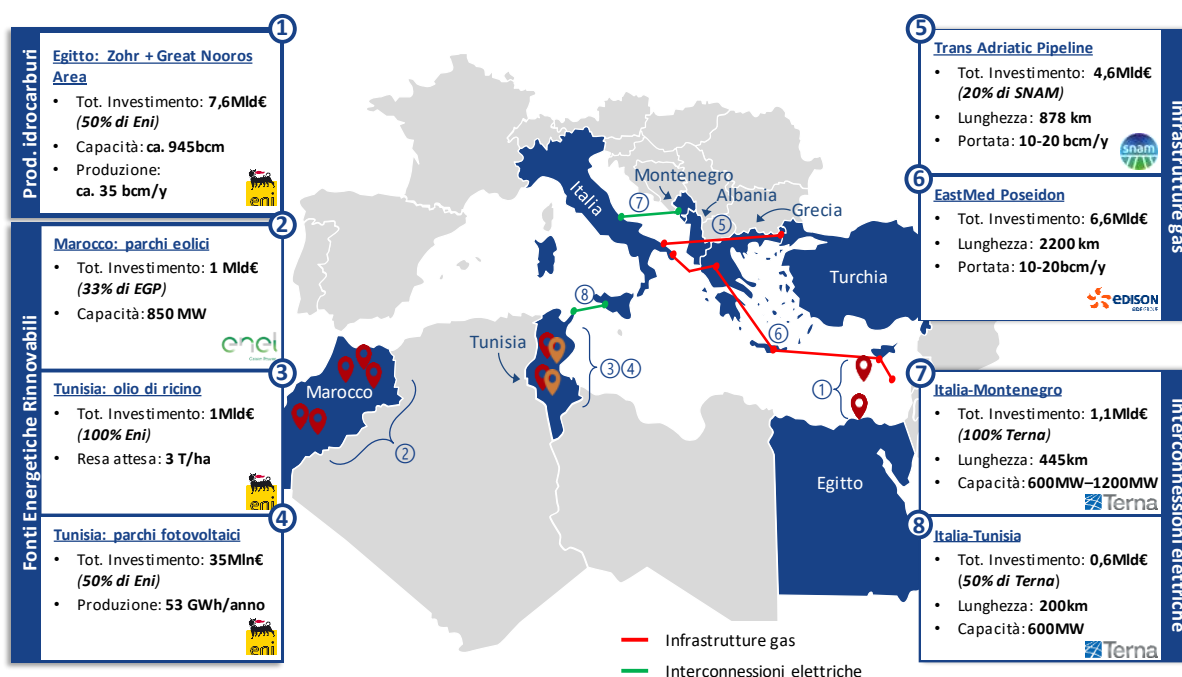 Prod. idrocarburi
1
Egitto: Zohr + Great Nooros
Area
• Tot. Investimento: 7,6Mld€
(50% di Eni)
• Capacità: ca. 945bcm
• Produzione:
ca. 35 bcm/y
eni
Fonti Energetiche Rinnovabili
2
Marocco: parchi eolici
• Tot. Investimento: 1 Mld€
(33% di EGP)
• Capacità: 850 MW
enel
Green Power
3
Tunisia: olio di ricino
• Tot. Investimento: 1Mld€
(100% Eni)
• Resa attesa: 3 T/ha
eni
4
Tunisia: parchi fotovoltaici
• Tot. Investimento: 35Mln€
(50% di Eni)
• Produzione: 53 GWh/anno
eni
Italia
Montenegro
7
Albania
5
Grecia
Turchia
8
Tunisia
3 4
6
1
Marocco
2
Egitto
Infrastrutture gas
Interconnessioni elettriche
Infrastrutture gas
5
Trans Adriatic Pipeline
• Tot. Investimento: 4,6Mld€
(20% di SNAM)
• Lunghezza: 878 km
• Portata: 10-20 bcm/y
snam
6
EastMed Poseidon
• Tot. Investimento: 6,6Mld€
• Lunghezza: 2200 km
• Portata: 10-20bcm/y
EDISON
EDF GROUP
Interconnessioni elettriche
7
Italia-Montenegro
• Tot. Investimento: 1,1Mld€
(100% Terna)
• Lunghezza: 445km
• Capacità: 600MW–1200MW
Terna
8
Italia-Tunisia
• Tot. Investimento: 0,6Mld€
(50% di Terna)
• Lunghezza: 200km
• Capacità: 600MW
Terna